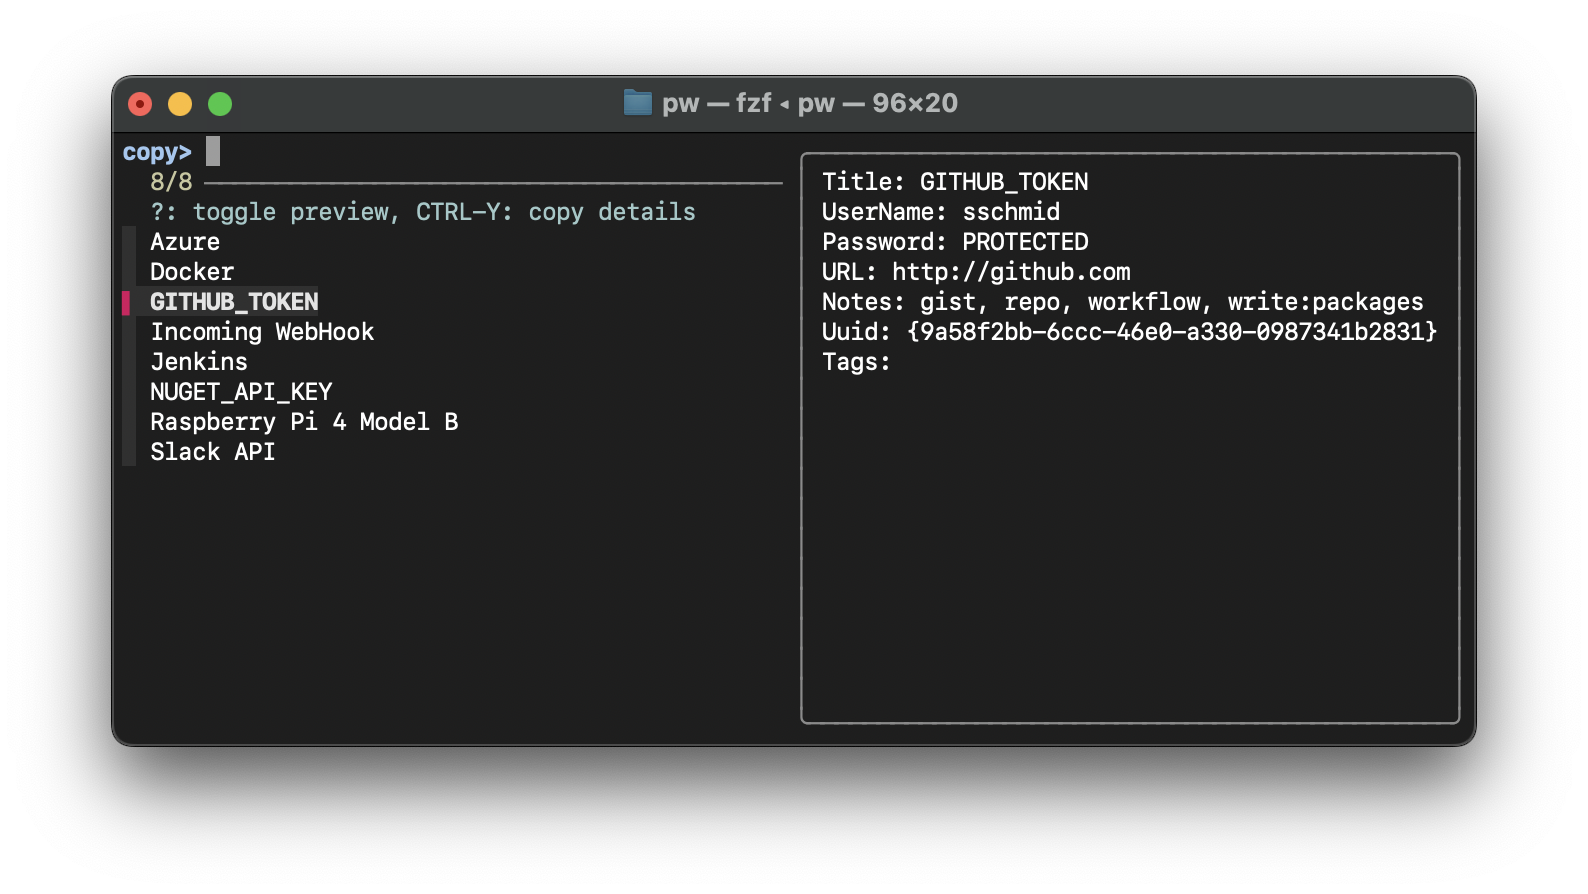 pw — fzf ◂ pw — 96×20
copy>
8/8
?: toggle preview, CTRL-Y: copy details
Azure
Docker
GITHUB_TOKEN
Incoming WebHook
Jenkins
NUGET_API_KEY
Raspberry Pi 4 Model B
Slack API
Title: GITHUB_TOKEN
UserName: sschmid
Password: PROTECTED
URL: http://github.com
Notes: gist, repo, workflow, write:packages
Uuid: {9a58f2bb-6ccc-46e0-a330-0987341b2831}
Tags: